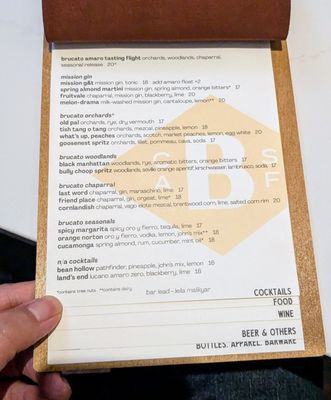 brucato amaro tasting flight orchards, woodlands, chaparral,
seasonal release 20*
mission gin
mission g&t mission gin, tonic 16 add amaro float +2
spring almond martini mission gin, spring almond, orange bitters* 17
fruitvale chaparral, mission gin, blackberry, lime 20
melon-drama milk-washed mission gin, cantaloupe, lemon** 20
brucato orchards*
old pal orchards, rye, dry vermouth 17
tish tang o tang orchards, mezcal, pineapple, lemon 18
what's up, peaches orchards, scotch, market peaches, lemon, egg white 20
goosenest spritz orchards, lillet, pommeau, cava, soda 17
brucato woodlands
black manhattan woodlands, rye, aromatic bitters, orange bitters 17
bully choop spritz woodlands, seville orange aperitif, kirschwasser, lambrusco, soda 17
brucato chaparral
last word chaparral, gin, maraschino, lime 17
friend place chaparral, gin, orgeat, lime* 18
cornlandish chaparral, vago elote mezcal, brentwood corn, lime, salted corn rim 20
brucato seasonals
spicy margarita spicy oro y fierro, tequila, lime 17
orange norton oro y fierro, vodka, lemon, john's mix** 18
cucamonga spring almond, rum, cucumber, mint oil* 18
n/a cocktails
bean hollow pathfinder, pineapple, john's mix, lemon 16
land's end lucano amaro zero, blackberry, lime 16
*contains tree nuts **contains dairy
bar lead - leila maliyar
COCKTAILS
FOOD
WINE
BEER & OTHERS
BOTTLES. APPAREL. BARWARE
B
S
F
C
A